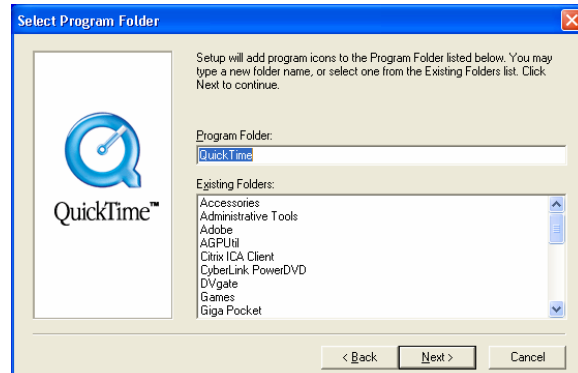 Select Program Folder
Setup will add program icons to the Program Folder listed below. You may
type a new folder name, or select one from the Existing Folders list. Click
Next to continue.
Program Folder:
QuickTime
QuickTime™
Existing Folders:
Accessories
Administrative Tools
Adobe
AGPUtil
Citrix ICA Client
CyberLink PowerDVD
DVgate
Games
Giga Pocket
< Back
Next >
Cancel